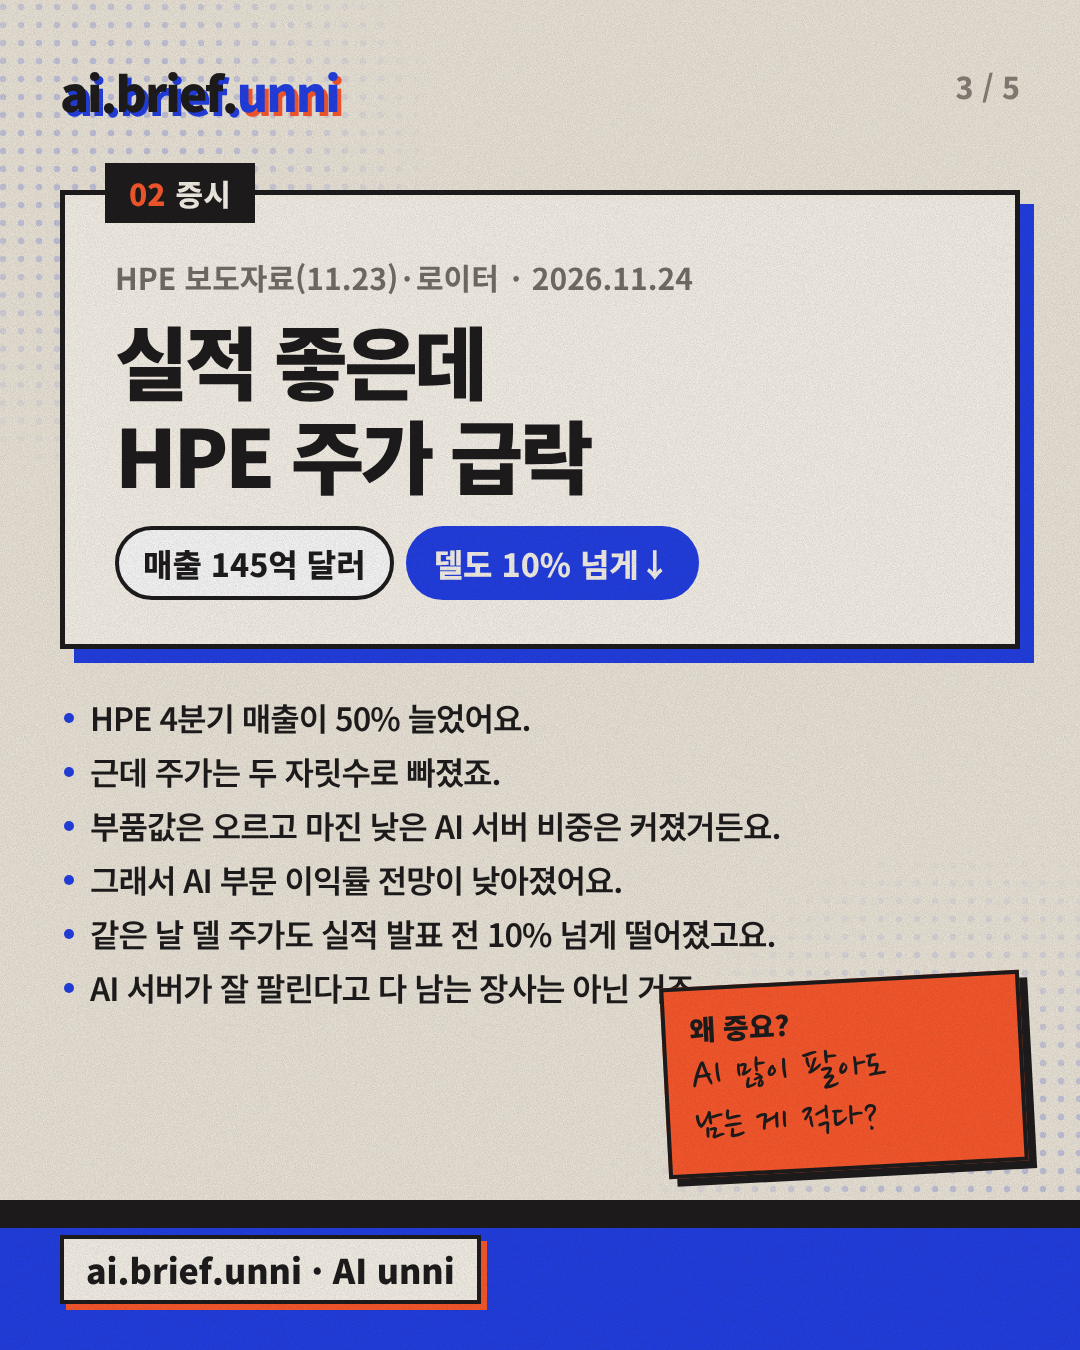 ai.brief.unni
3 / 5
02 증시
HPE 보도자료(11.23)·로이터 · 2026.11.24
실적 좋은데
HPE 주가 급락
매출 145억 달러
델도 10% 넘게↓
• HPE 4분기 매출이 50% 늘었어요.
• 근데 주가는 두 자릿수로 빠졌죠.
• 부품값은 오르고 마진 낮은 AI 서버 비중은 커졌거든요.
• 그래서 AI 부문 이익률 전망이 낮아졌어요.
• 같은 날 델 주가도 실적 발표 전 10% 넘게 떨어졌고요.
• AI 서버가 잘 팔린다고 다 남는 장사는 아닌
왜 중요?
AI 많이 팔아도
남는 게 적다?
ai.brief.unni · AI unni